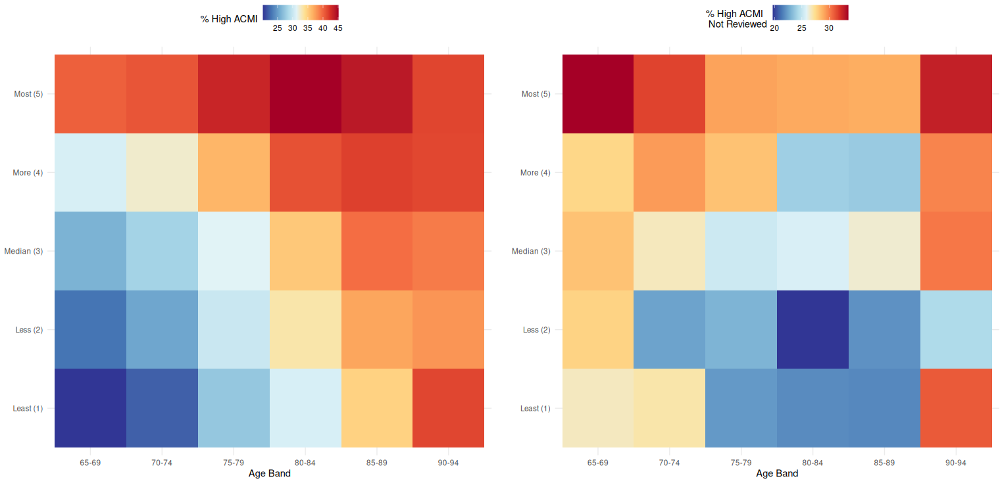 % High ACMI
25 30 35 40 45
Most (5)
More (4)
Median (3)
Less (2)
Least (1)
65-69 70-74 75-79 80-84 85-89 90-94
Age Band
% High ACMI
Not Reviewed
20 25 30
Most (5)
More (4)
Median (3)
Less (2)
Least (1)
65-69 70-74 75-79 80-84 85-89 90-94
Age Band